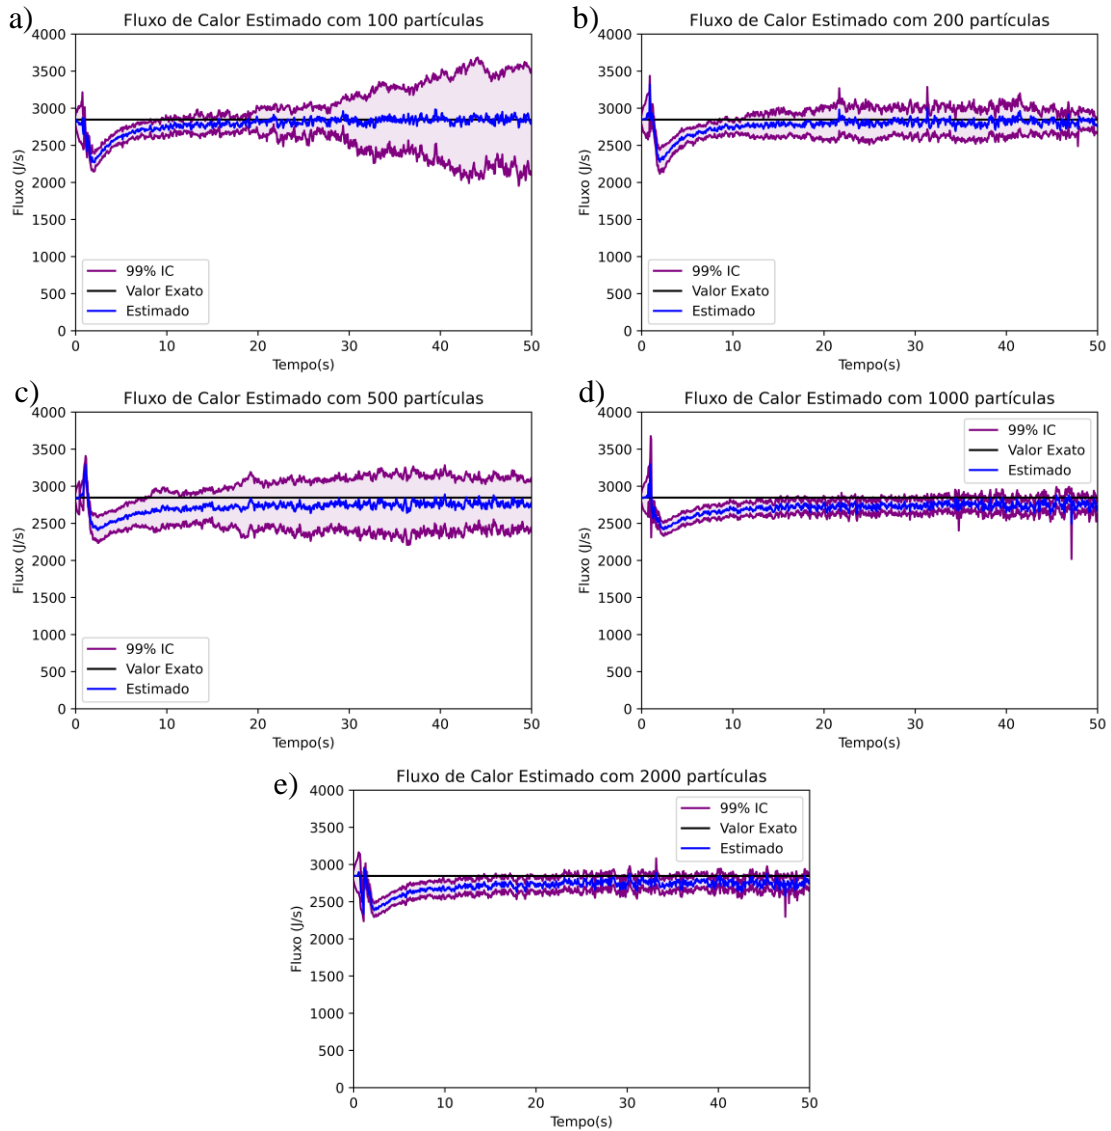 a)
Fluxo de Calor Estimado com 100 partículas
4000
3500
3000
2500
2000
1500
1000
500
0
Fluxo (J/s)
99% IC
Valor Exato
Estimado
0 10 20 30 40 50
Tempo(s)
b)
Fluxo de Calor Estimado com 200 partículas
4000
3500
3000
2500
2000
1500
1000
500
0
Fluxo (J/s)
99% IC
Valor Exato
Estimado
0 10 20 30 40 50
Tempo(s)
c)
Fluxo de Calor Estimado com 500 partículas
4000
3500
3000
2500
2000
1500
1000
500
0
Fluxo (J/s)
99% IC
Valor Exato
Estimado
0 10 20 30 40 50
Tempo(s)
d)
Fluxo de Calor Estimado com 1000 partículas
4000
3500
3000
2500
2000
1500
1000
500
0
Fluxo (J/s)
99% IC
Valor Exato
Estimado
0 10 20 30 40 50
Tempo(s)
e)
Fluxo de Calor Estimado com 2000 partículas
4000
3500
3000
2500
2000
1500
1000
500
0
Fluxo (J/s)
99% IC
Valor Exato
Estimado
0 10 20 30 40 50
Tempo(s)